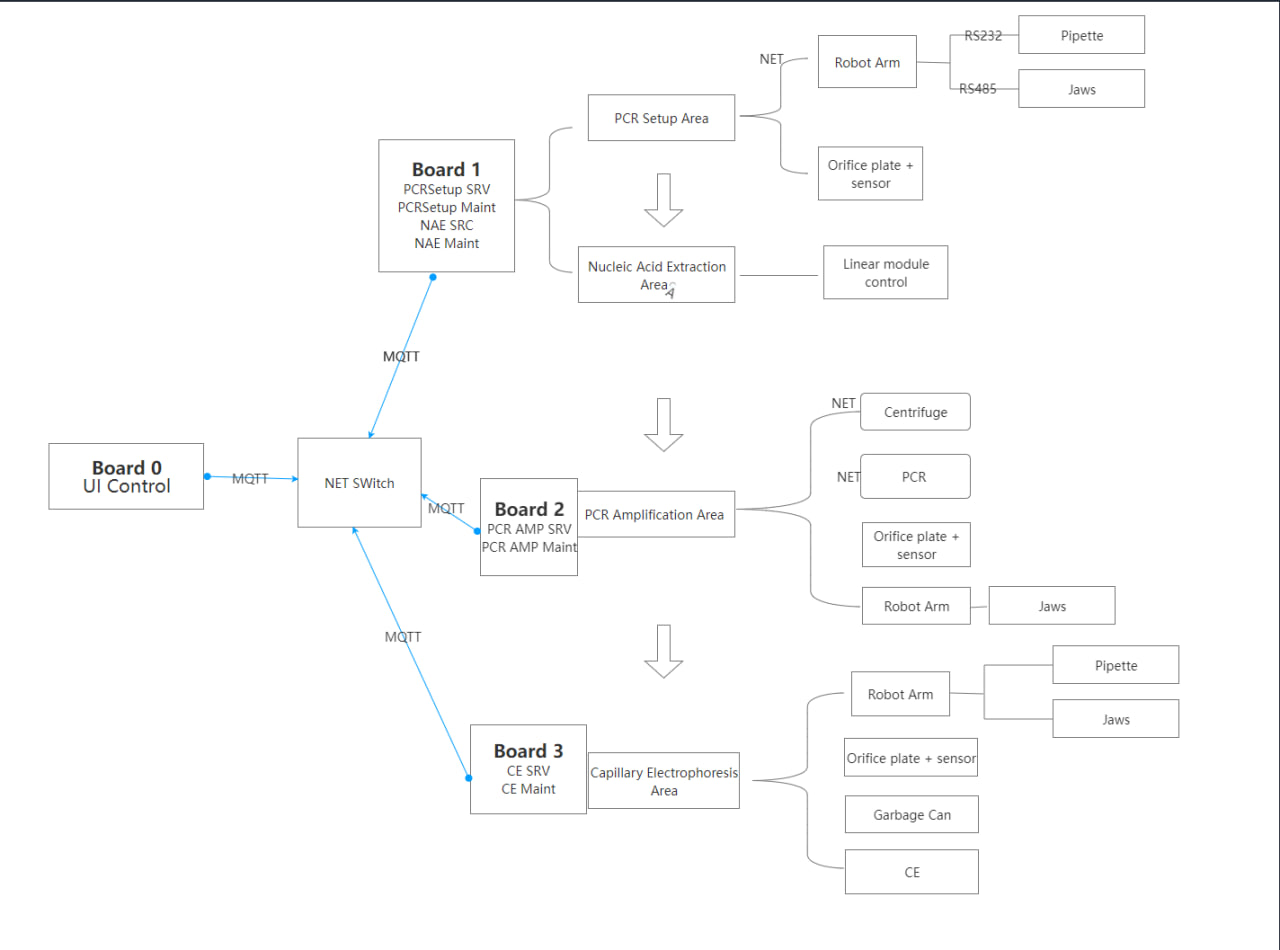 NET
Robot Arm
RS232
Pipette
RS485
Jaws
PCR Setup Area
Orifice plate +
sensor
Board 1
PCRSetup SRV
PCRSetup Maint
NAE SRC
NAE Maint
Nucleic Acid Extraction
Area
Linear module
control
MQTT
NET
Centrifuge
Board 0
UI Control
MQTT
NET SWitch
MQTT
Board 2
PCR AMP SRV
PCR AMP Maint
PCR Amplification Area
NET
PCR
Orifice plate +
sensor
Robot Arm
Jaws
MQTT
Robot Arm
Pipette
Jaws
Board 3
CE SRV
CE Maint
Capillary Electrophoresis
Area
Orifice plate + sensor
Garbage Can
CE